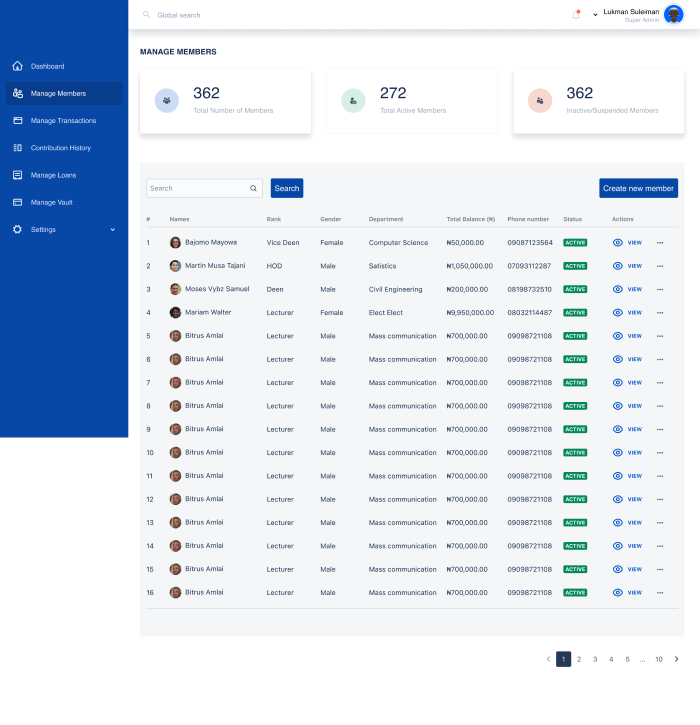 Global search
Lukman Suleiman
Super Admin
Dashboard
Manage Members
Manage Transactions
Contribution History
Manage Loans
Manage Vault
Settings
MANAGE MEMBERS
362
Total Number of Members
272
Total Active Members
362
Inactive/Suspended Members
Search Search Create new member
# Names Rank Gender Department Total Balance (₦) Phone number Status Actions
1 Bajomo Mayowa Vice Deen Female Computer Science ₦50,000.00 09087123564 ACTIVE VIEW ...
2 Martin Musa Tajani HOD Male Satistics ₦1,050,000.00 07093112287 ACTIVE VIEW ...
3 Moses Vybz Samuel Deen Male Civil Engineering ₦200,000.00 08198732510 ACTIVE VIEW ...
4 Mariam Walter Lecturer Female Elect Elect ₦9,950,000.00 08032114487 ACTIVE VIEW ...
5 Bitrus Amlai Lecturer Male Mass communication ₦700,000.00 09098721108 ACTIVE VIEW ...
6 Bitrus Amlai Lecturer Male Mass communication ₦700,000.00 09098721108 ACTIVE VIEW ...
7 Bitrus Amlai Lecturer Male Mass communication ₦700,000.00 09098721108 ACTIVE VIEW ...
8 Bitrus Amlai Lecturer Male Mass communication ₦700,000.00 09098721108 ACTIVE VIEW ...
9 Bitrus Amlai Lecturer Male Mass communication ₦700,000.00 09098721108 ACTIVE VIEW ...
10 Bitrus Amlai Lecturer Male Mass communication ₦700,000.00 09098721108 ACTIVE VIEW ...
11 Bitrus Amlai Lecturer Male Mass communication ₦700,000.00 09098721108 ACTIVE VIEW ...
12 Bitrus Amlai Lecturer Male Mass communication ₦700,000.00 09098721108 ACTIVE VIEW ...
13 Bitrus Amlai Lecturer Male Mass communication ₦700,000.00 09098721108 ACTIVE VIEW ...
14 Bitrus Amlai Lecturer Male Mass communication ₦700,000.00 09098721108 ACTIVE VIEW ...
15 Bitrus Amlai Lecturer Male Mass communication ₦700,000.00 09098721108 ACTIVE VIEW ...
16 Bitrus Amlai Lecturer Male Mass communication ₦700,000.00 09098721108 ACTIVE VIEW ...
< 1 2 3 4 5 ... 10 >